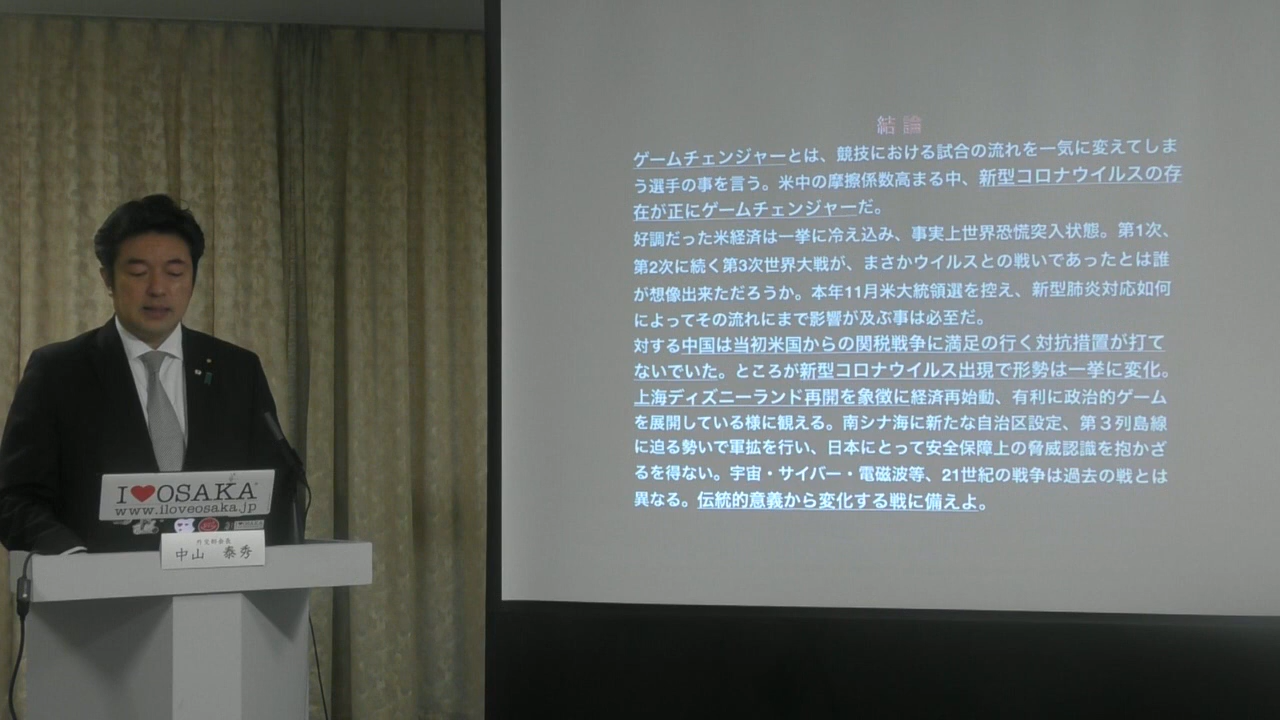 結論
ゲームチェンジャーとは、競技における試合の流れを一気に変えてしま
う選手の事を言う。米中の摩擦係数高まる中、新型コロナウイルスの存
在が正にゲームチェンジャーだ。
好調だった米経済は一挙に冷え込み、事実上世界恐慌突入状態。第1次、
第2次に続く第3次世界大戦が、まさかウイルスとの戦いであったとは誰
が想像出来ただろうか。本年11月米大統領選を控え、新型肺炎対応如何
によってその流れにまで影響が及ぶ事は必至だ。
対する中国は当初米国からの関税戦争に満足の行く対抗措置が打て
ないでいた。ところが新型コロナウイルス出現で形勢は一挙に変化。
上海ディズニーランド再開を象徴に経済再始動、有利に政治的ゲーム
を展開している様に観える。南シナ海に新たな自治区設定、第３列島線
に迫る勢いで軍拡を行い、日本にとって安全保障上の脅威認識を抱かざ
るを得ない。宇宙・サイバー・電磁波等、21世紀の戦争は過去の戦とは
異なる。伝統的意義から変化する戦に備えよ。
I❤OSAKA
www.iloveosaka.jp
外交部会長
中山 泰秀